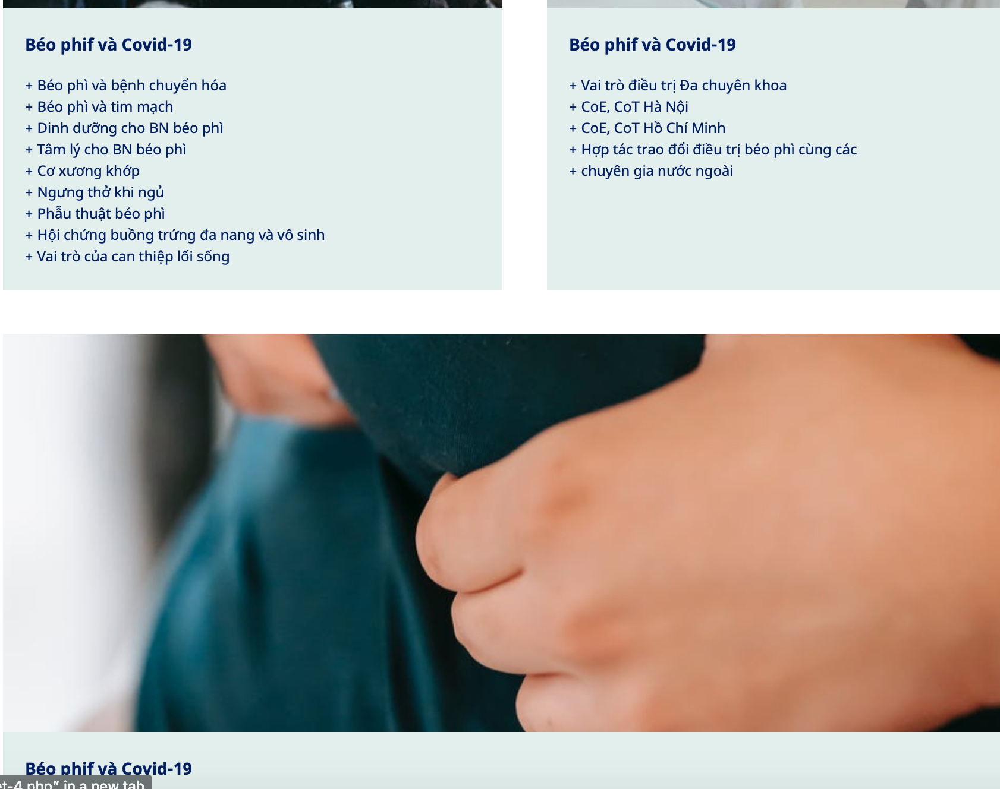 Béo phif và Covid-19
+ Béo phì và bệnh chuyển hóa
+ Béo phì và tim mạch
+ Dinh dưỡng cho BN béo phì
+ Tâm lý cho BN béo phì
+ Cơ xương khớp
+ Ngưng thở khi ngủ
+ Phẫu thuật béo phì
+ Hội chứng buồng trứng đa nang và vô sinh
+ Vai trò của can thiệp lối sống
Béo phif và Covid-19
+ Vai trò điều trị Đa chuyên khoa
+ CoE, CoT Hà Nội
+ CoE, CoT Hồ Chí Minh
+ Hợp tác trao đổi điều trị béo phì cùng các
+ chuyên gia nước ngoài
Béo phif và Covid-19
et-4.php” in a new tab